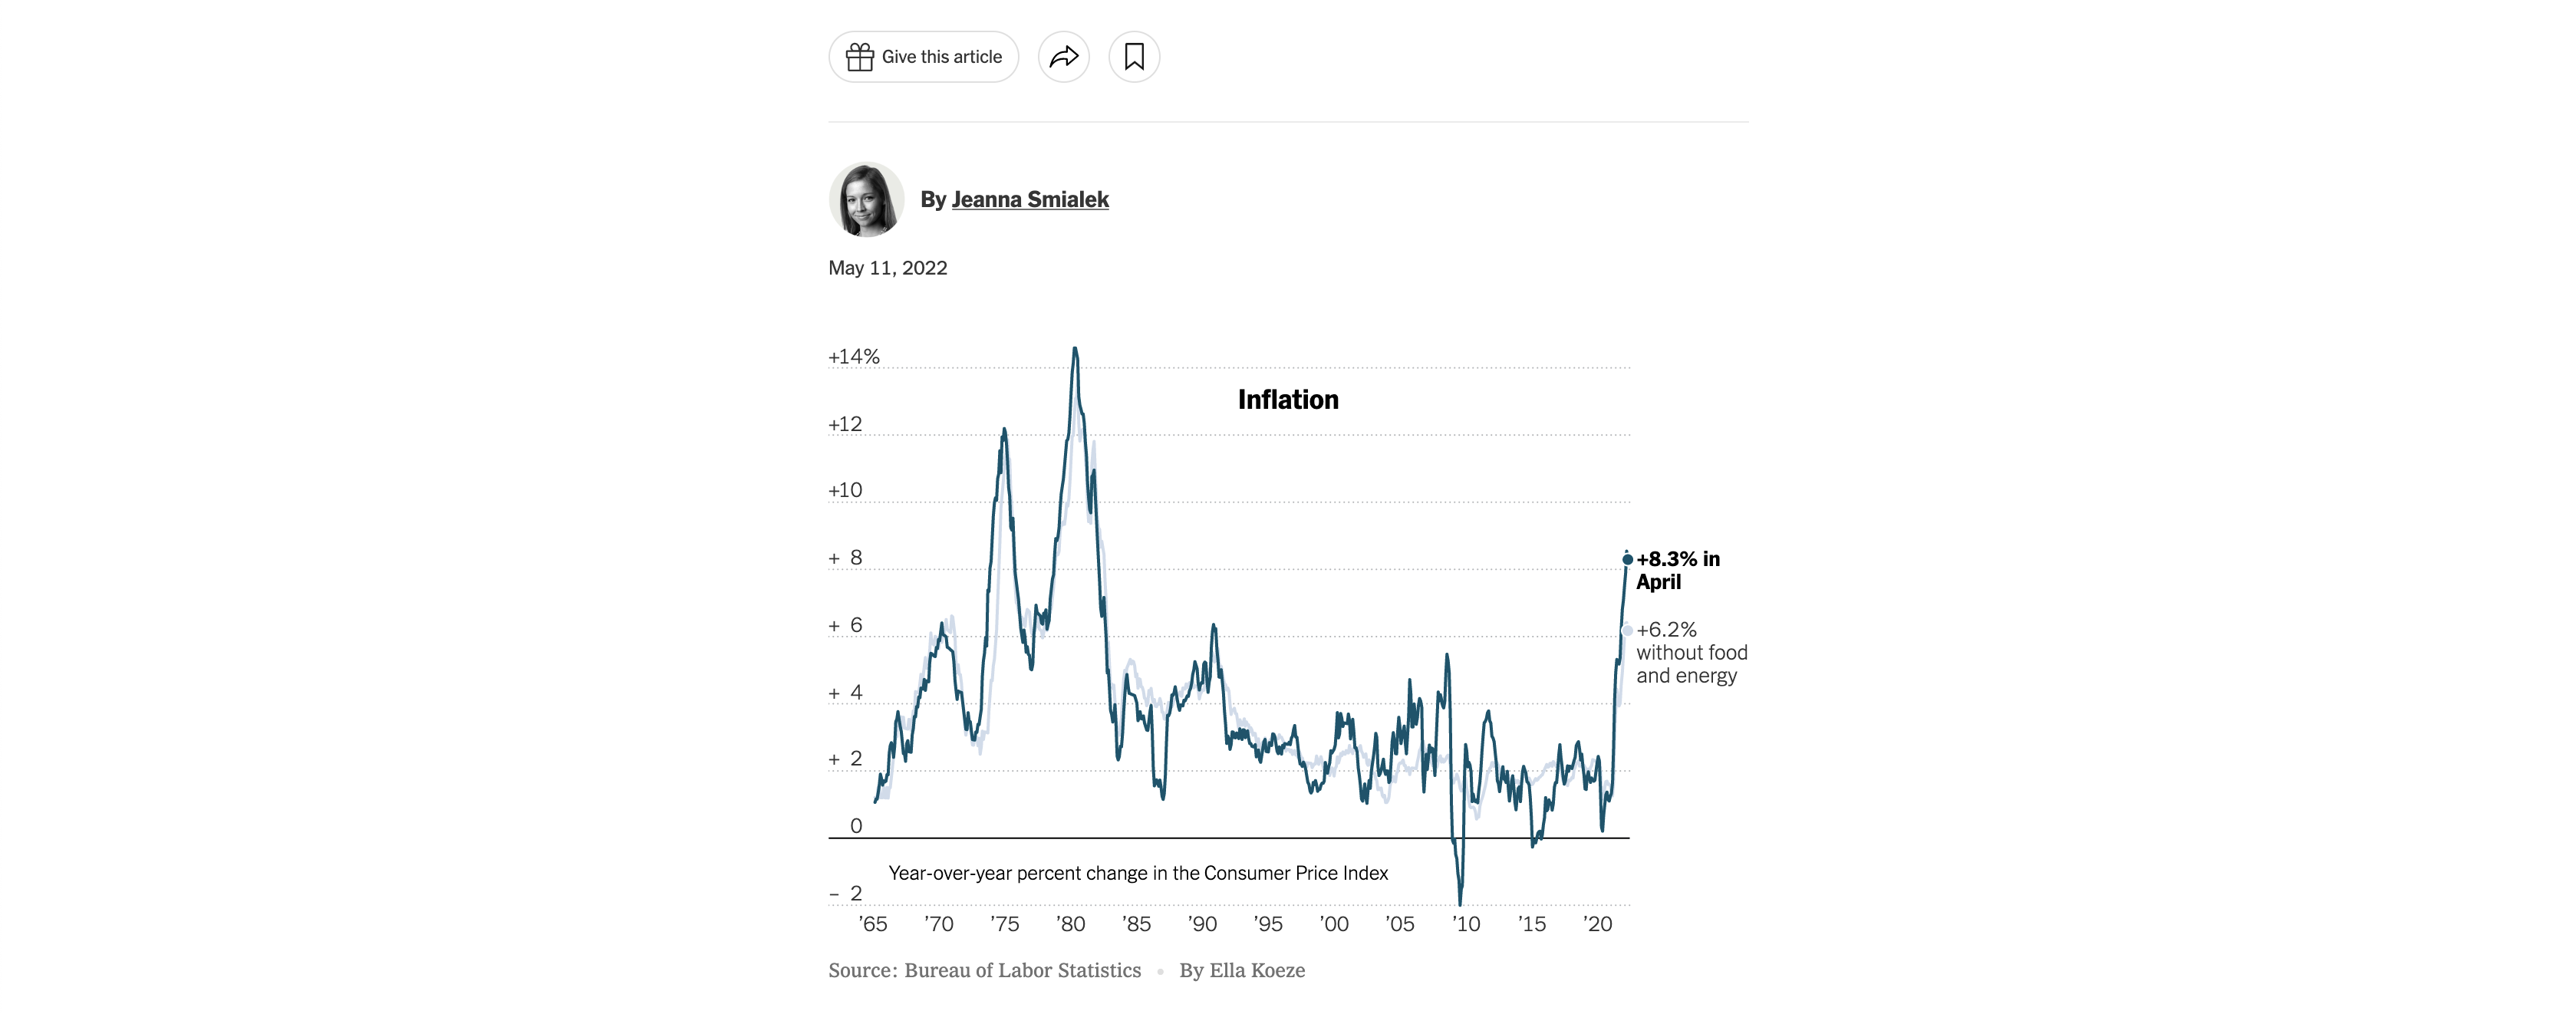 Give this article
By Jeanna Smialek
May 11, 2022
+14%
Inflation
+12
+10
+ 8
+8.3% in
April
+ 6
+6.2%
without food
and energy
+ 4
+ 2
0
Year-over-year percent change in the Consumer Price Index
– 2
’65 ’70 ’75 ’80 ’85 ’90 ’95 ’00 ’05 ’10 ’15 ’20
Source: Bureau of Labor Statistics • By Ella Koeze